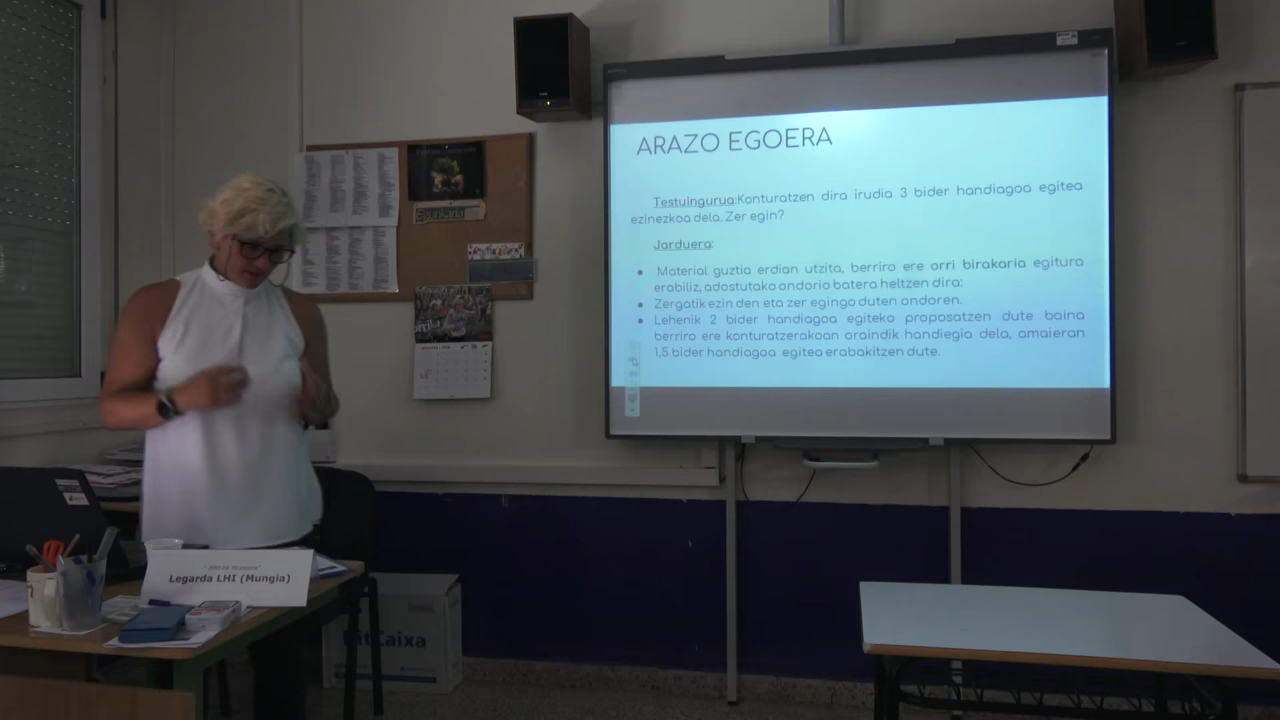 ARAZO EGOERA
Testuingurua:Konturatzen dira irudia 3 bider handiagoa egitea
ezinezkoa dela. Zer egin?
Jarduera:
Material guztia erdian utzita, berriro ere orri birakaria egitura
erabiliz, adostutako ondorio batera heltzen dira:
Zergatik ezin den eta zer egingo duten ondoren.
Lehenik 2 bider handiagoa egiteko proposatzen dute baina
berriro ere konturatzerakoan oraindik handiegia dela, amaieran
1,5 bider handiagoa egitea erabakitzen dute.
Legarda LHI (Mungia)